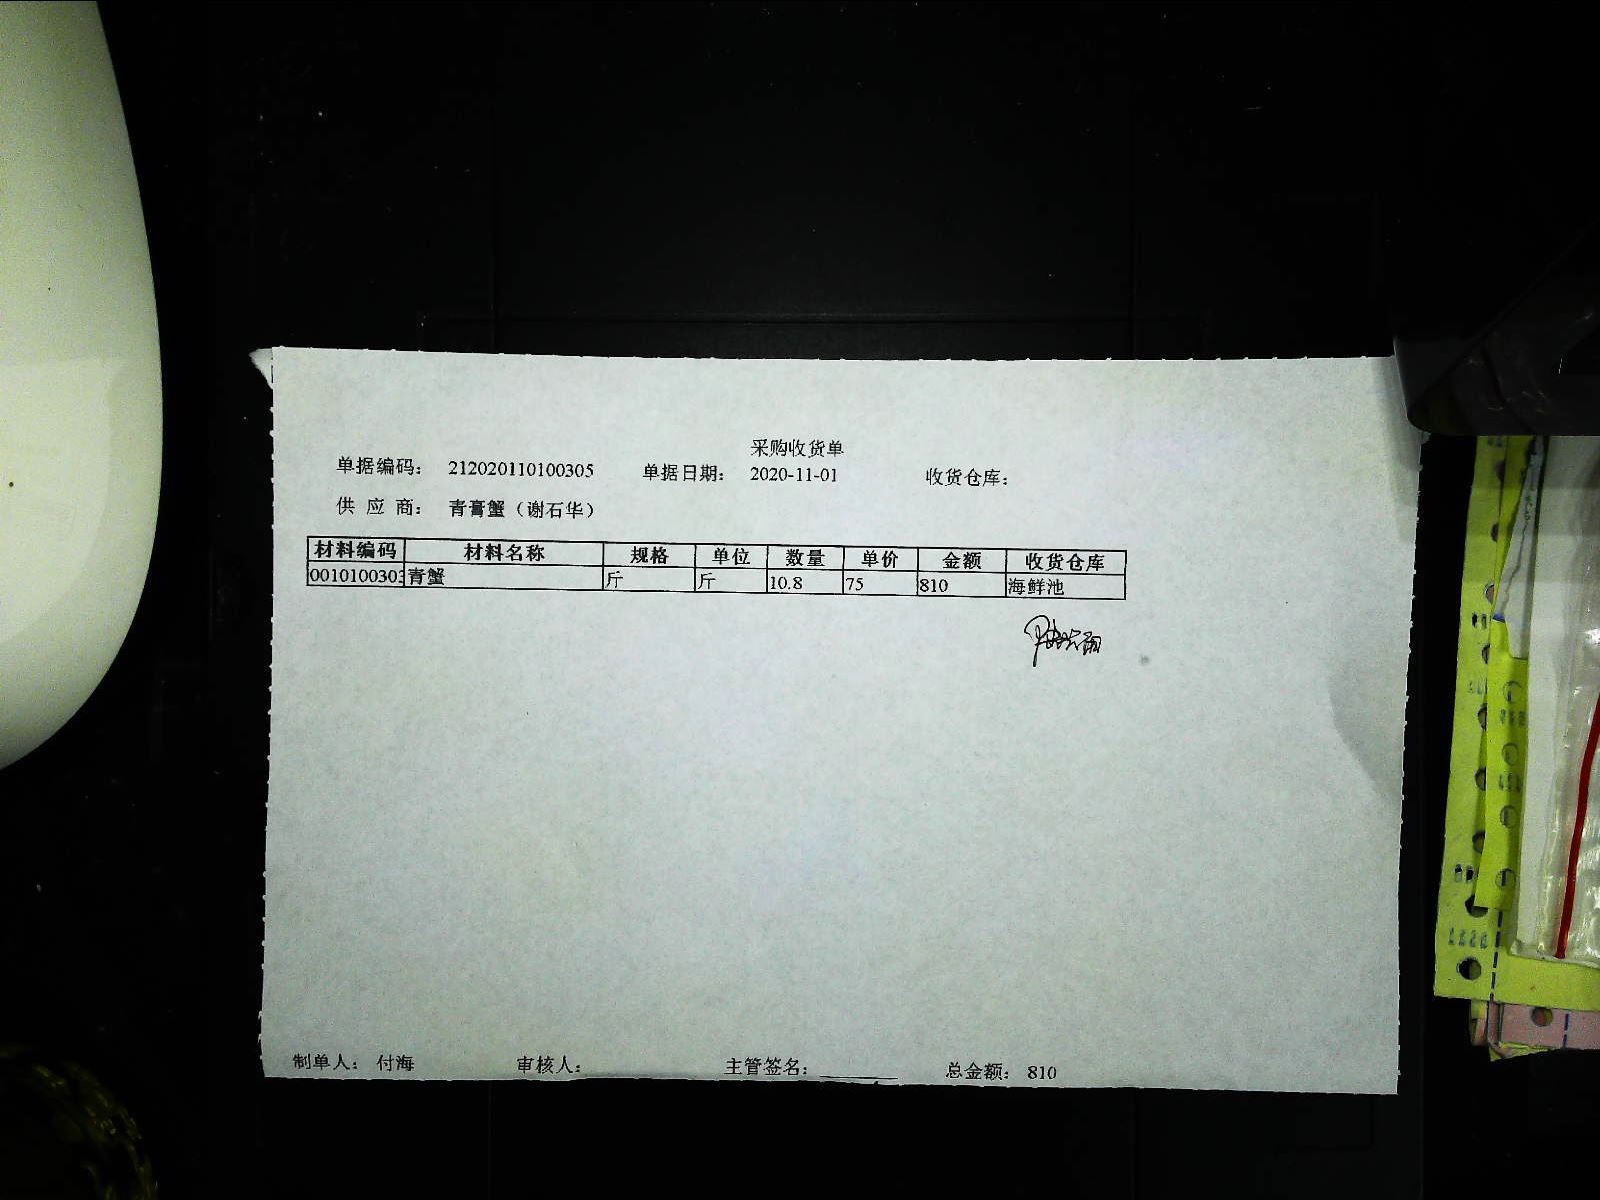 采购收货单
单据编码： 212020110100305 单据日期： 2020-11-01 收货仓库：
供 应 商： 青膏蟹（谢石华）
材料编码 材料名称 规格 单位 数量 单价 金额 收货仓库
0010100303 青蟹 斤 斤 10.8 75 810 海鲜池
制单人： 付海 审核人： 主管签名：________ 总金额： 810